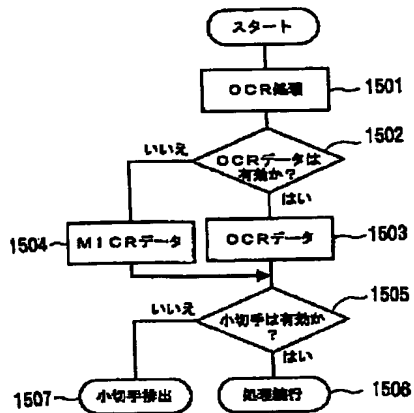 スタート
OCR処理
1501
1502
いいえ
OCRデータは
有効か?
はい
1504
MICRデータ
OCRデータ
1503
1505
いいえ
小切手は有効か
?
はい
1507
小切手排出
処理続行
1506